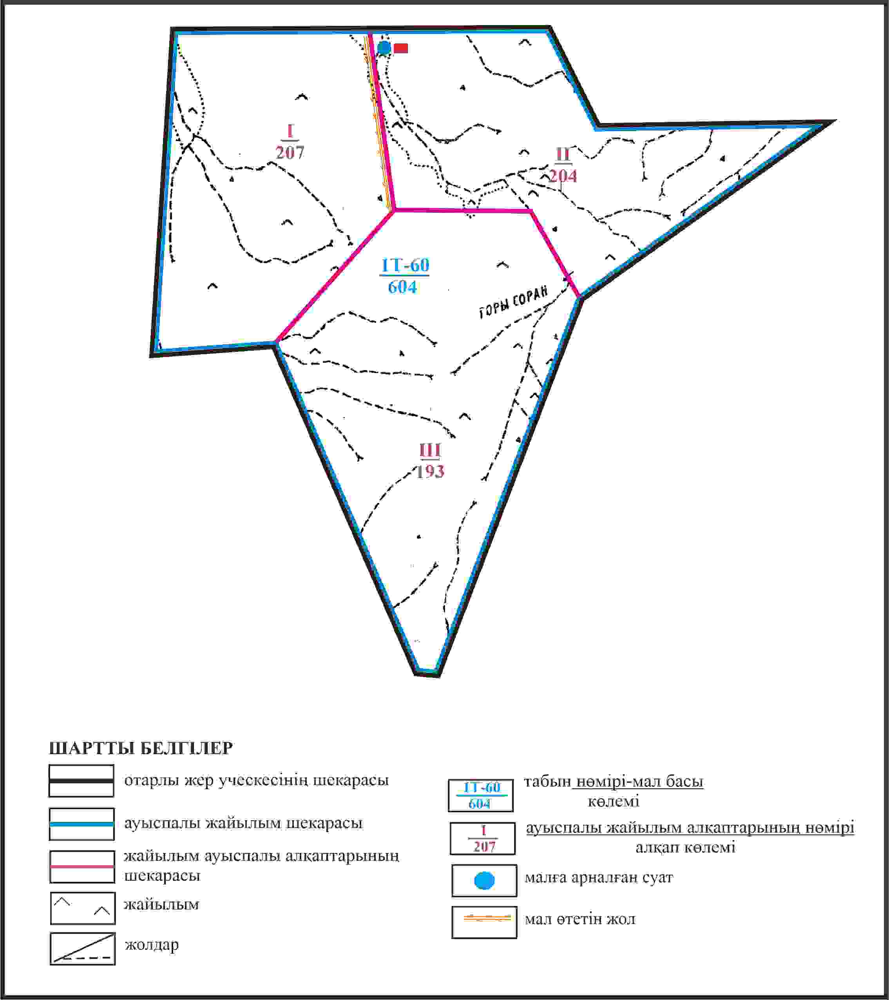 I
207
II
204
1Т-60
604
ГОРЫ СОРАН
III
193
ШАРТТЫ БЕЛГІЛЕР
отарлы жер уческесінің шекарасы
ауыспалы жайылым шекарасы
жайылым ауыспалы алқаптарының
шекарасы
жайылым
жолдар
1Т-60
604
табын нөмірі-мал басы
көлемі
I
207
ауыспалы жайылым алқаптарының нөмірі
алқап көлемі
малға арналған суат
мал өтетін жол